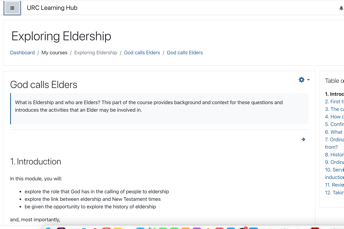 URC Learning Hub
Exploring Eldership
Dashboard / My courses / Exploring Eldership / God calls Elders / God calls Elders
God calls Elders
What is Eldership and who are Elders? This part of the course provides background and context for these questions and
introduces the activities that an Elder may be involved in.
1. Introduction
In this module, you will:
explore the role that God has in the calling of people to eldership
explore the link between eldership and New Testament times
be given the opportunity to explore the history of eldership
and, most importantly,
Table
1. Introd
2. First
3. The
4. How
5. Confir
6. What
7. Ordina
from?
8. Histor
9. Ordina
10. Servi
induction
11. Revie
12. Takin